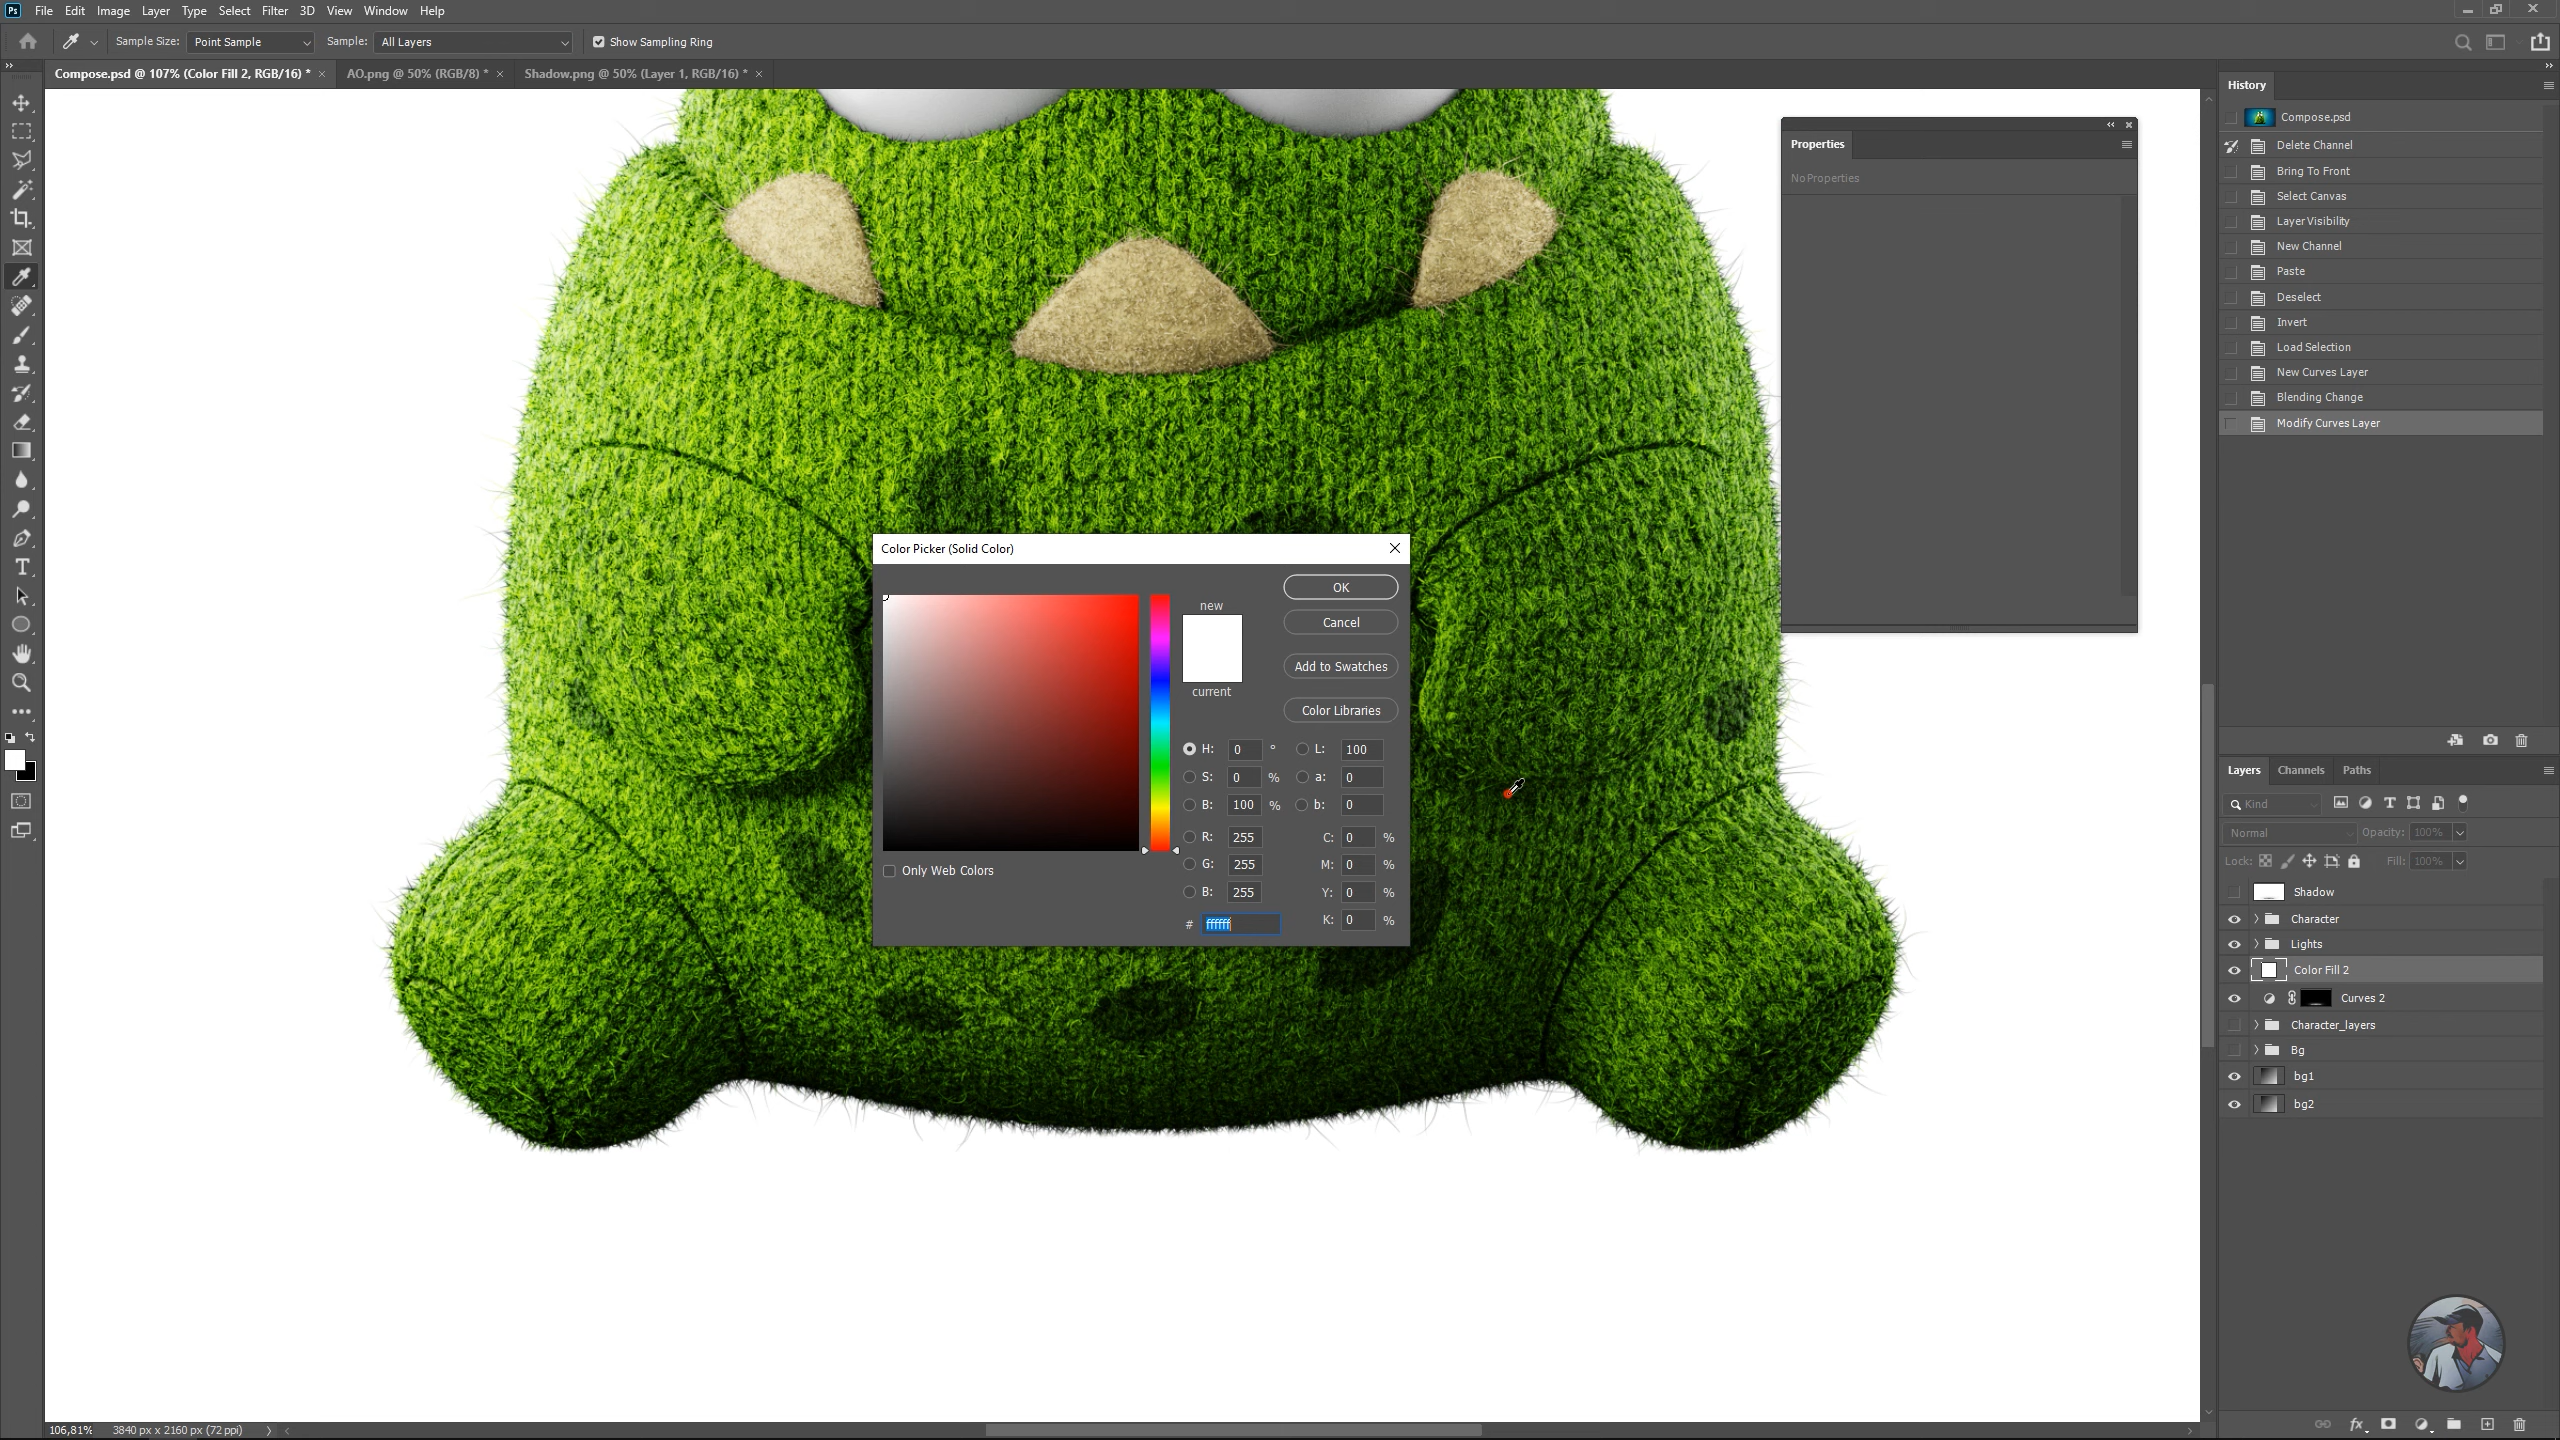 Ps File Edit Image Layer Type Select Filter 3D View Window Help
Sample Size: Point Sample Sample: All Layers Show Sampling Ring
Compose.psd @ 107% (Color Fill 2, RGB/16) * × AO.png @ 50% (RGB/8) * × Shadow.png @ 50% (Layer 1, RGB/16) * ×
History
Compose.psd
Delete Channel
Bring To Front
Select Canvas
Layer Visibility
New Channel
Paste
Deselect
Invert
Load Selection
New Curves Layer
Blending Change
Modify Curves Layer
Properties
No Properties
Color Picker (Solid Color)
new
current
OK
Cancel
Add to Swatches
Color Libraries
H: 0 ° L: 100
S: 0 % a: 0
B: 100 % b: 0
R: 255 C: 0 %
G: 255 M: 0 %
B: 255 Y: 0 %
# ffffff K: 0 %
Only Web Colors
Layers Channels Paths
Kind
Normal Opacity: 100%
Lock: Fill: 100%
Shadow
Character
Lights
Color Fill 2
Curves 2
Character_layers
Bg
bg1
bg2
fx
106,81% 3840 px x 2160 px (72 ppi)